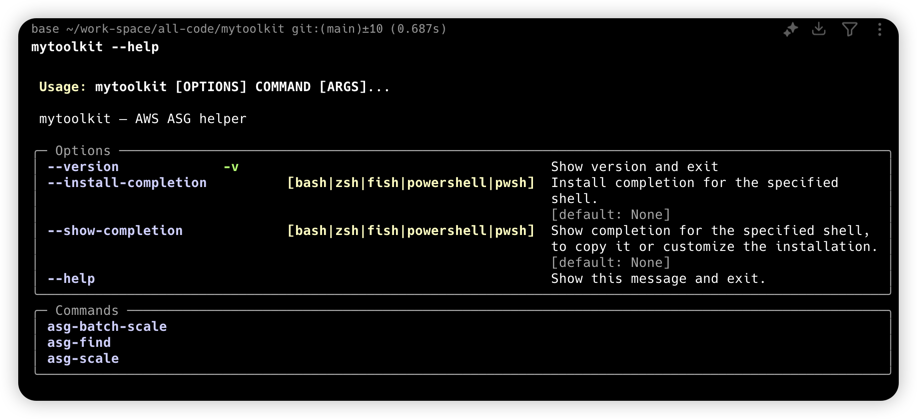 base ~/work-space/all-code/mytoolkit git:(main)±10 (0.687s)
mytoolkit --help
Usage: mytoolkit [OPTIONS] COMMAND [ARGS]...
mytoolkit — AWS ASG helper
Options
--version -v Show version and exit
--install-completion [bash|zsh|fish|powershell|pwsh] Install completion for the specified
shell.
[default: None]
--show-completion [bash|zsh|fish|powershell|pwsh] Show completion for the specified shell,
to copy it or customize the installation.
[default: None]
--help Show this message and exit.
Commands
asg-batch-scale
asg-find
asg-scale